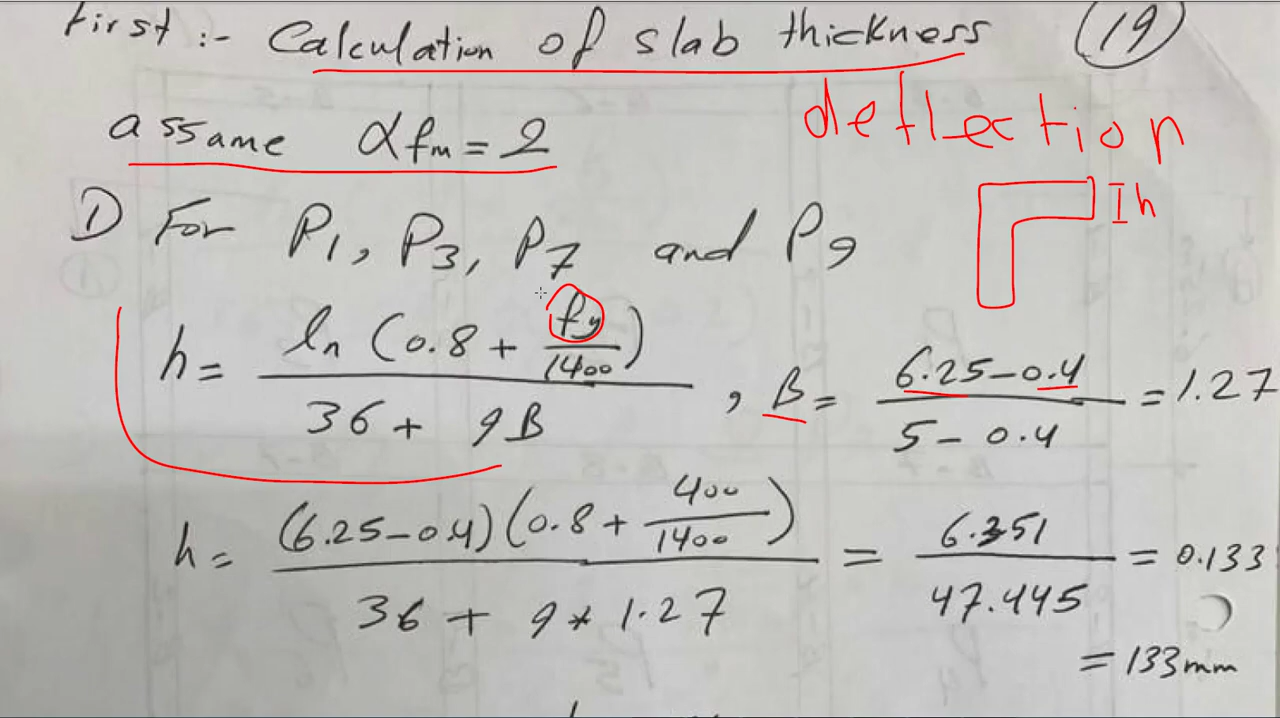 First :- Calculation of slab thickness (19)
deflection
assame αfm = 2
Ih
1) For P1, P3, P7 and P9
h = ln (0.8 + fy/1400) / 36 + 9B , B = 6.25-0.4 / 5-0.4 = 1.27
h = (6.25-0.4)(0.8 + 400/1400) / 36 + 9*1.27 = 6.351 / 47.445 = 0.133
= 133mm